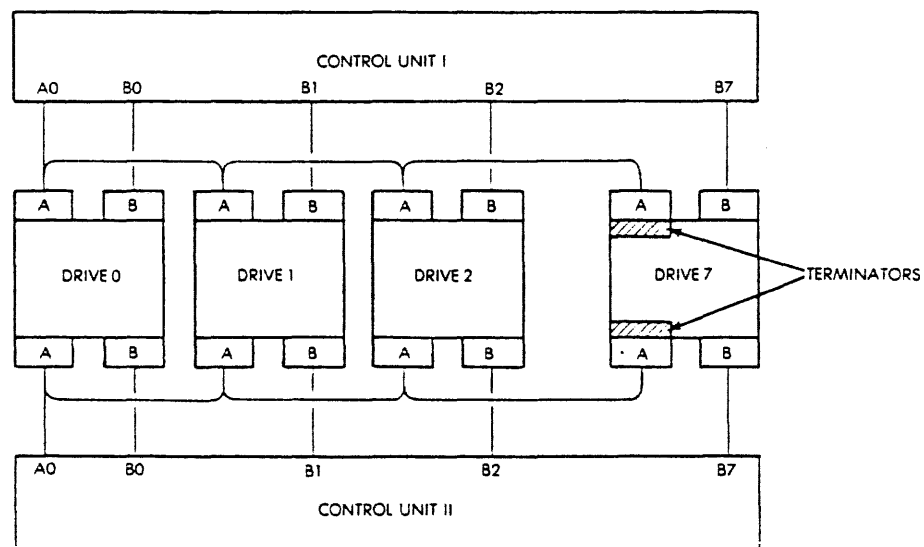 CONTROL UNIT I
A0 B0 B1 B2 B7
A B A B A B A B
DRIVE 0 DRIVE 1 DRIVE 2 DRIVE 7
TERMINATORS
A B A B A B A B
A0 B0 B1 B2 B7
CONTROL UNIT II